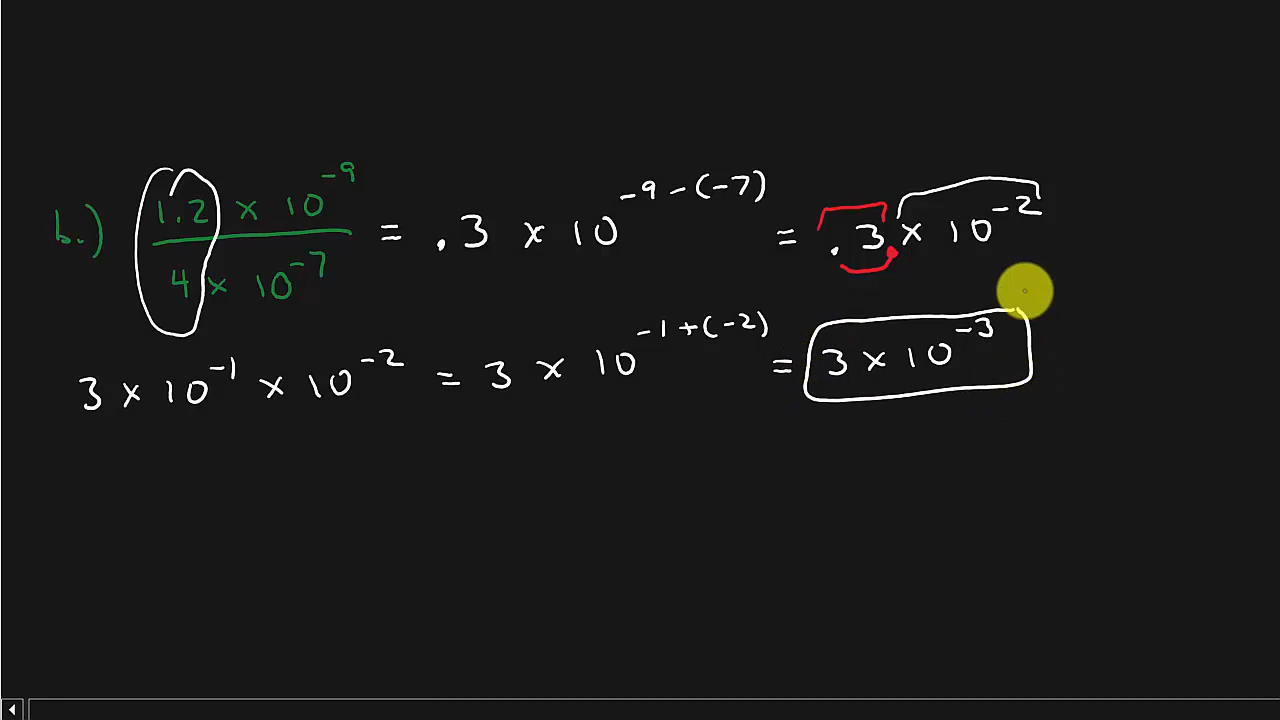 b.) 1.2 × 10⁻⁹ / 4 × 10⁻⁷ = .3 × 10⁻⁹⁻⁽⁻⁷⁾ = .3 × 10⁻²
3 × 10⁻¹ × 10⁻² = 3 × 10⁻¹⁺⁽⁻²⁾ = 3 × 10⁻³